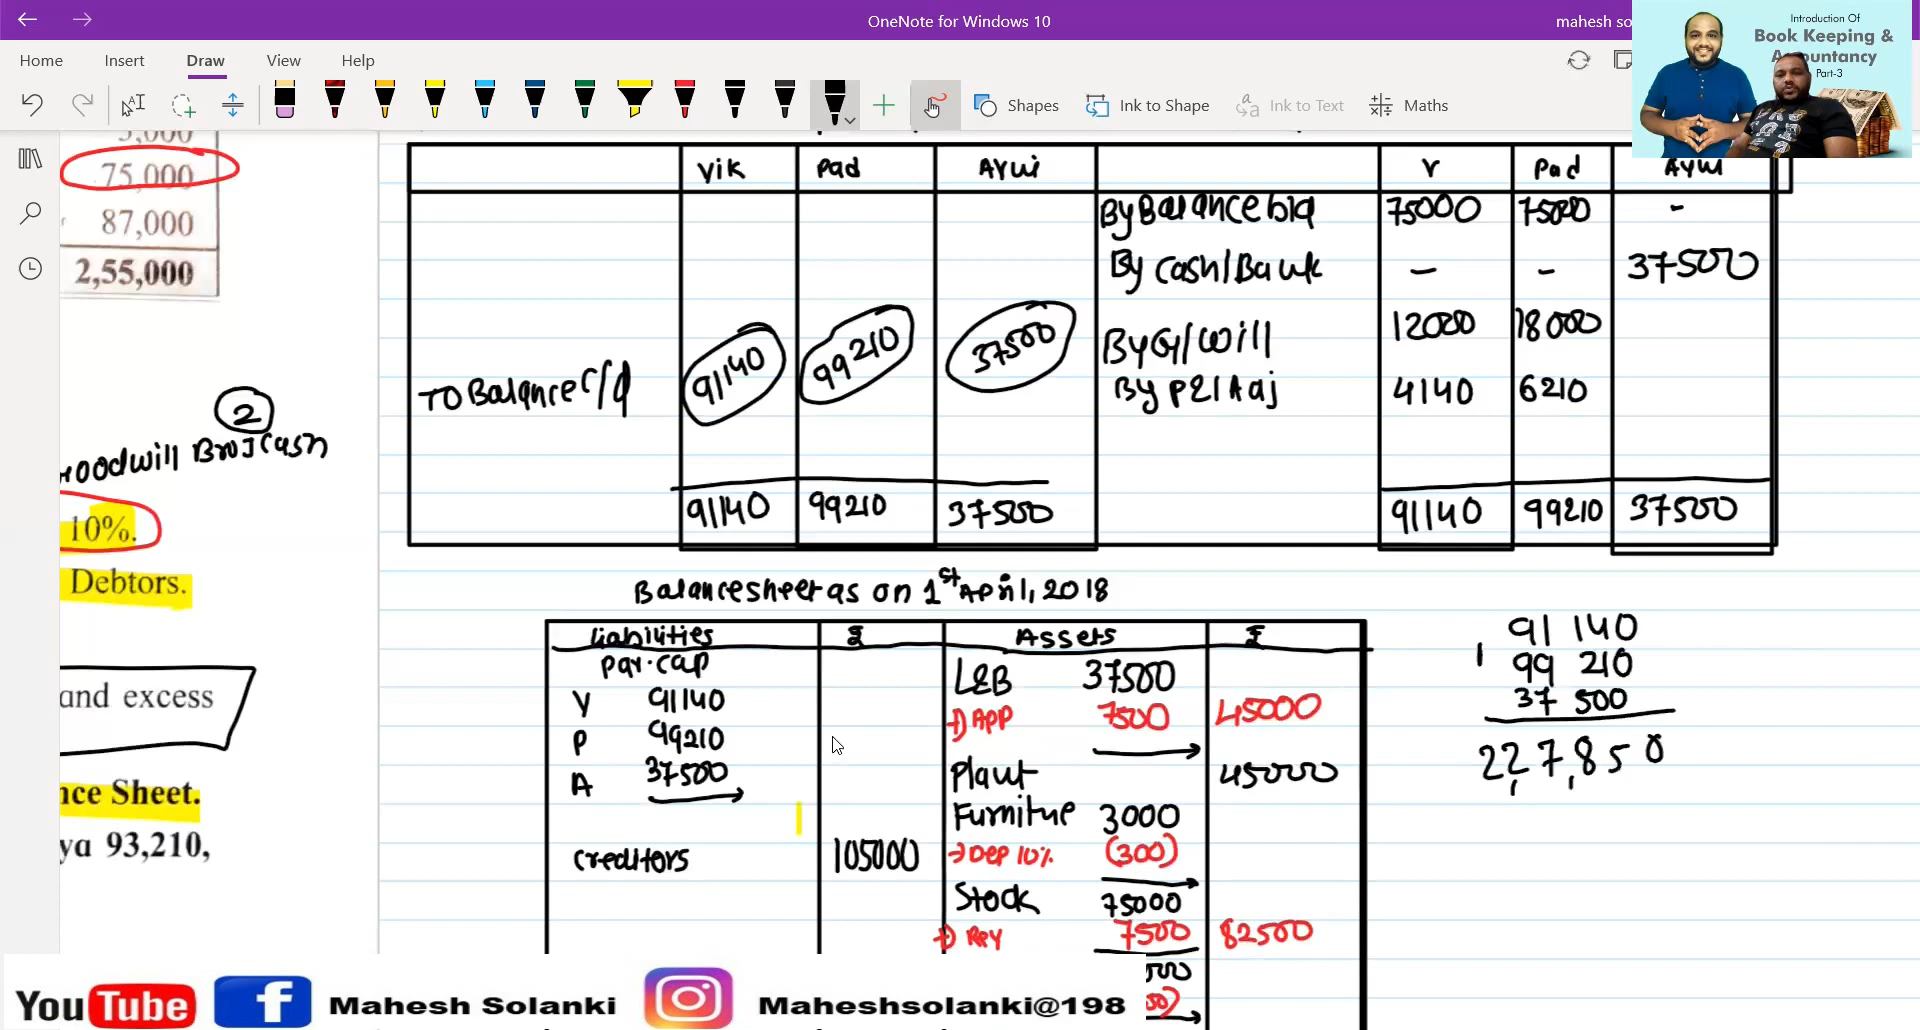 OneNote for Windows 10
mahesh so
Introduction Of
Book Keeping &
Accountancy
Part-3
Home Insert Draw View Help
Shapes Ink to Shape Ink to Text Maths
75,000
87,000
2,55,000
2
Goodwill Bro. Cash
10%.
Debtors.
and excess
nce Sheet.
ya 93,210,
Vik Pad Ayu V Pad Ayu
By Balance b/d 75000 75000 -
By Cash/Bank - - 37500
By G/Will 12000 18000
To Balance c/d 91140 99210 37500 By P&L Adj 4140 6210
91140 99210 37500 91140 99210 37500
Balancesheet as on 1st April, 2018
Liabilities ₹ Assets ₹
Par. Cap L&B 37500
V 91140 +) APP 7500 45000
P 99210
A 37500 Plant 45000
Furniture 3000
Creditors 105000 -) Dep 10% (300)
Stock 75000
+) Rev 7500 82500
91 140
1 99 210
37 500
2,27,850
YouTube f Mahesh Solanki Maheshsolanki@198